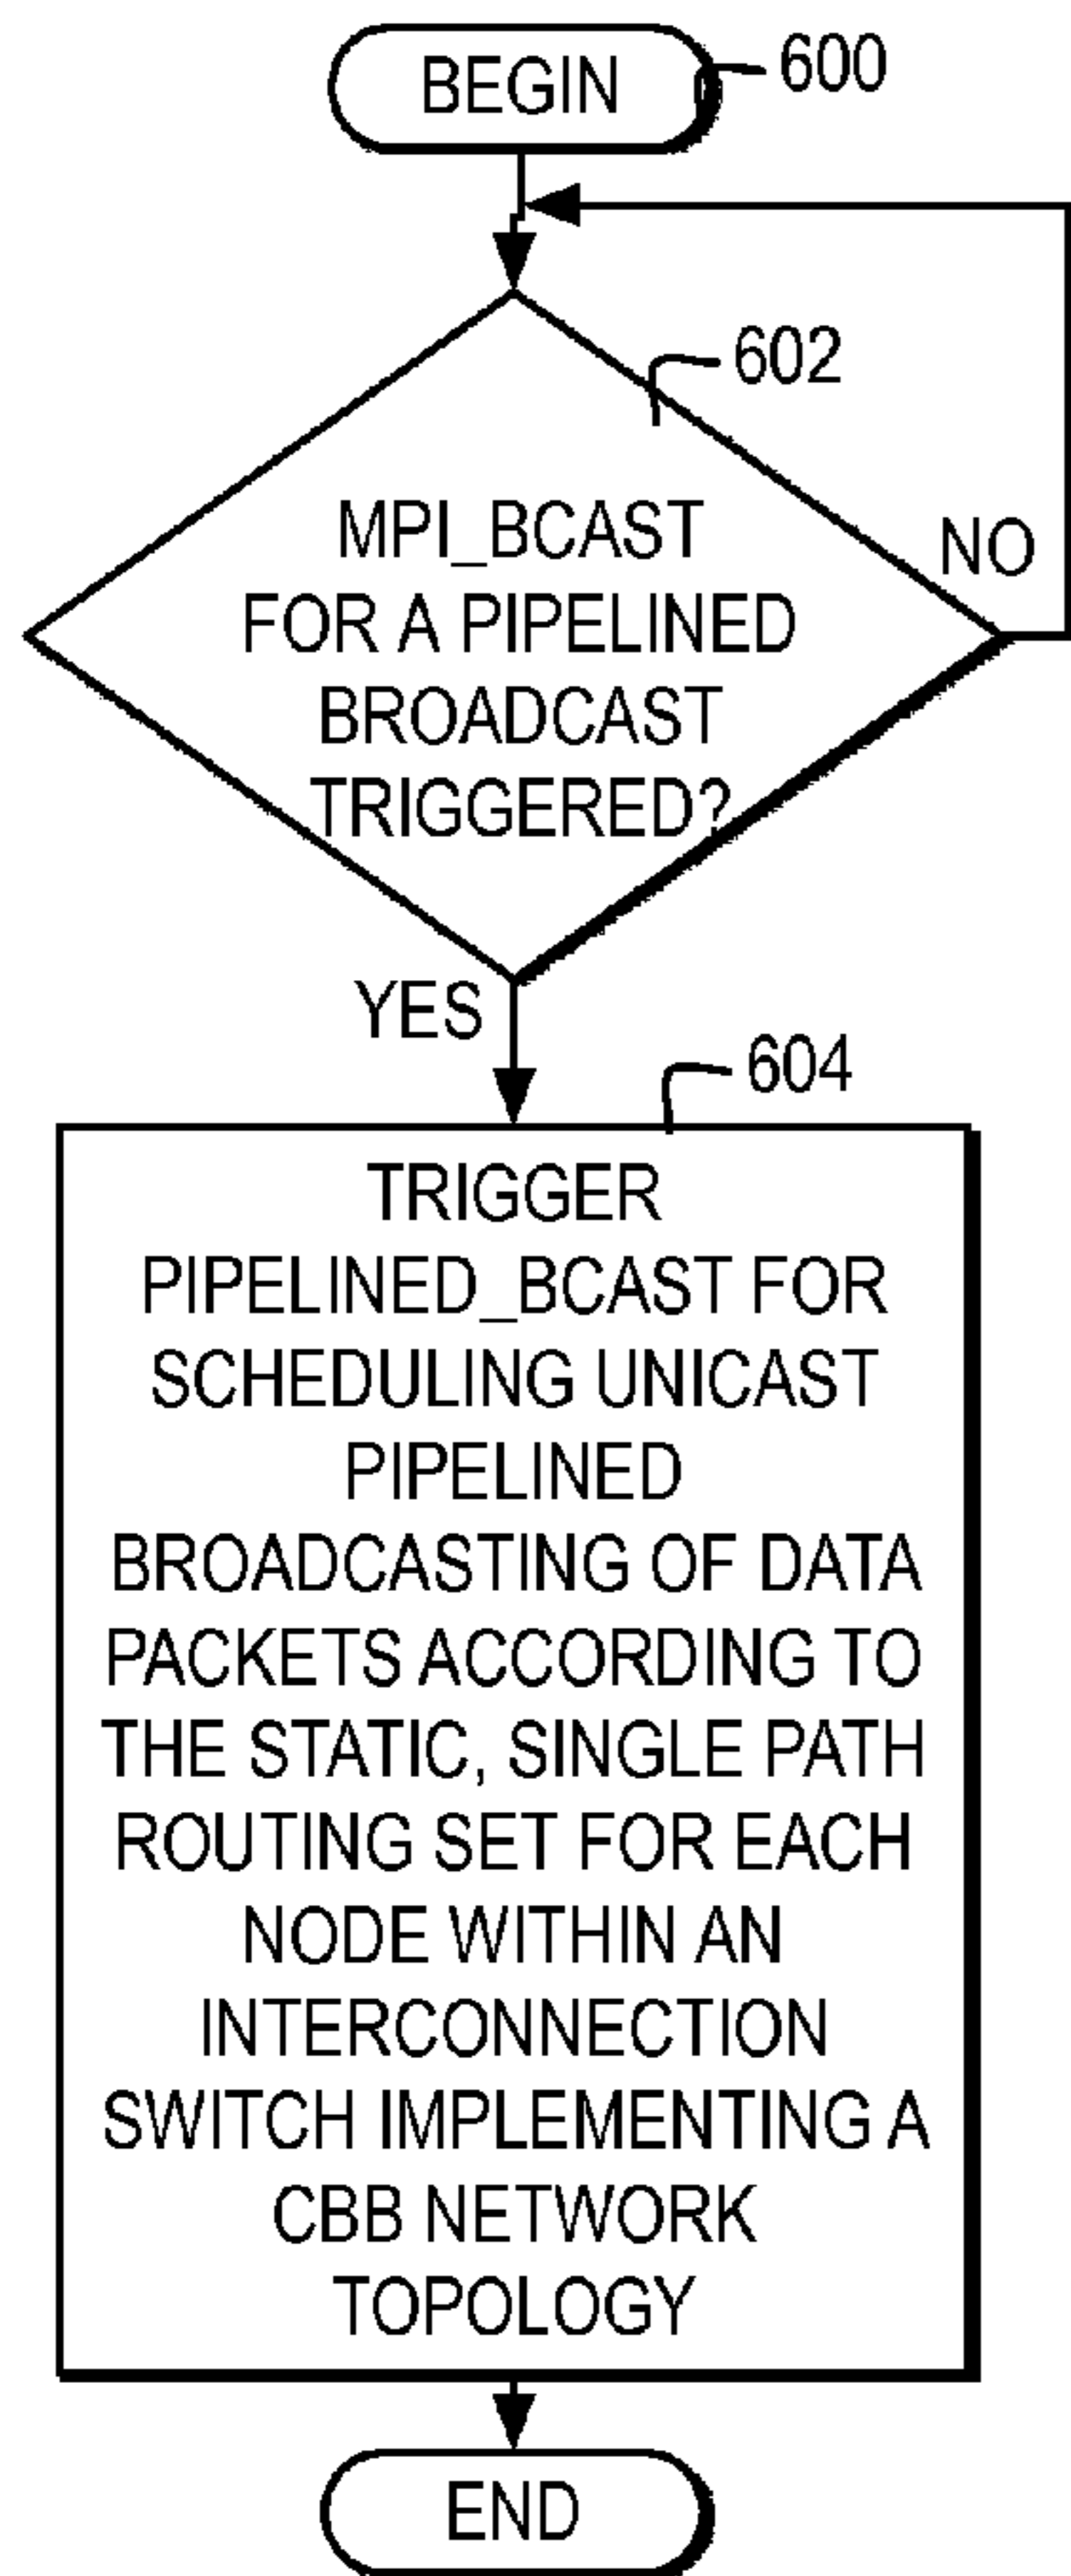 BEGIN
600
602
MPI_BCAST
FOR A PIPELINED
BROADCAST
TRIGGERED?
NO
YES
604
TRIGGER
PIPELINED_BCAST FOR
SCHEDULING UNICAST
PIPELINED
BROADCASTING OF DATA
PACKETS ACCORDING TO
THE STATIC, SINGLE PATH
ROUTING SET FOR EACH
NODE WITHIN AN
INTERCONNECTION
SWITCH IMPLEMENTING A
CBB NETWORK
TOPOLOGY
END